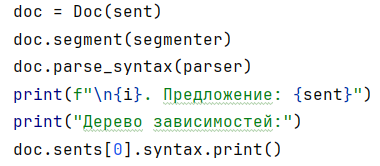 doc = Doc(sent)
doc.segment(segmenter)
doc.parse_syntax(parser)
print(f"\n{i}. Предложение: {sent}")
print("Дерево зависимостей:")
doc.sents[0].syntax.print()